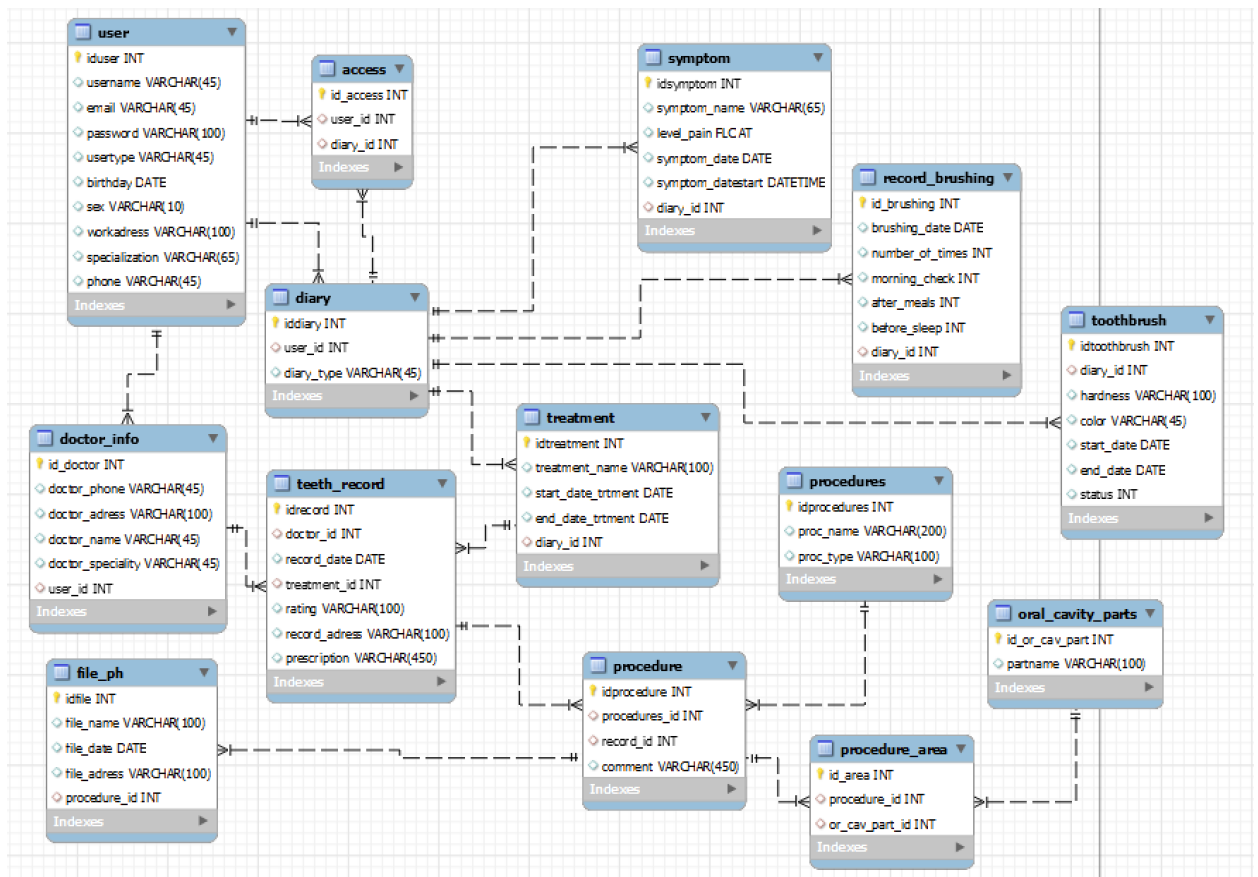 user
iduser INT
username VARCHAR(45)
email VARCHAR(45)
password VARCHAR(100)
usertype VARCHAR(45)
birthday DATE
sex VARCHAR(10)
workadress VARCHAR(100)
specialization VARCHAR(65)
phone VARCHAR(45)
Indexes
access
id_access INT
user_id INT
diary_id INT
Indexes
symptom
idsymptom INT
symptom_name VARCHAR(65)
level_pain FLOAT
symptom_date DATE
symptom_datestart DATETIME
diary_id INT
Indexes
record_brushing
id_brushing INT
brushing_date DATE
number_of_times INT
morning_check INT
after_meals INT
before_sleep INT
diary_id INT
Indexes
diary
iddiary INT
user_id INT
diary_type VARCHAR(45)
Indexes
toothbrush
idtoothbrush INT
diary_id INT
hardness VARCHAR(100)
color VARCHAR(45)
start_date DATE
end_date DATE
status INT
Indexes
doctor_info
id_doctor INT
doctor_phone VARCHAR(45)
doctor_adress VARCHAR(100)
doctor_name VARCHAR(45)
doctor_speciality VARCHAR(45)
user_id INT
Indexes
teeth_record
idrecord INT
doctor_id INT
record_date DATE
treatment_id INT
rating VARCHAR(100)
record_adress VARCHAR(100)
prescription VARCHAR(450)
Indexes
treatment
idtreatment INT
treatment_name VARCHAR(100)
start_date_trtment DATE
end_date_trtment DATE
diary_id INT
Indexes
procedures
idprocedures INT
proc_name VARCHAR(200)
proc_type VARCHAR(100)
Indexes
oral_cavity_parts
id_or_cav_part INT
partname VARCHAR(100)
Indexes
file_ph
idfile INT
file_name VARCHAR(100)
file_date DATE
file_adress VARCHAR(100)
procedure_id INT
Indexes
procedure
idprocedure INT
procedures_id INT
record_id INT
comment VARCHAR(450)
Indexes
procedure_area
id_area INT
procedure_id INT
or_cav_part_id INT
Indexes